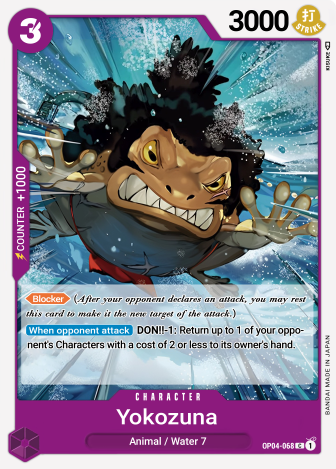 3
3000
打
STRIKE
COUNTER +1000
Blocker (After your opponent declares an attack, you may rest
this card to make it the new target of the attack.)
When opponent attack DON!!-1: Return up to 1 of your oppo-
nent's Characters with a cost of 2 or less to its owner's hand.
BANDAI MADE IN JAPAN
CHARACTER
Yokozuna
Animal / Water 7
OP04-068 C 1